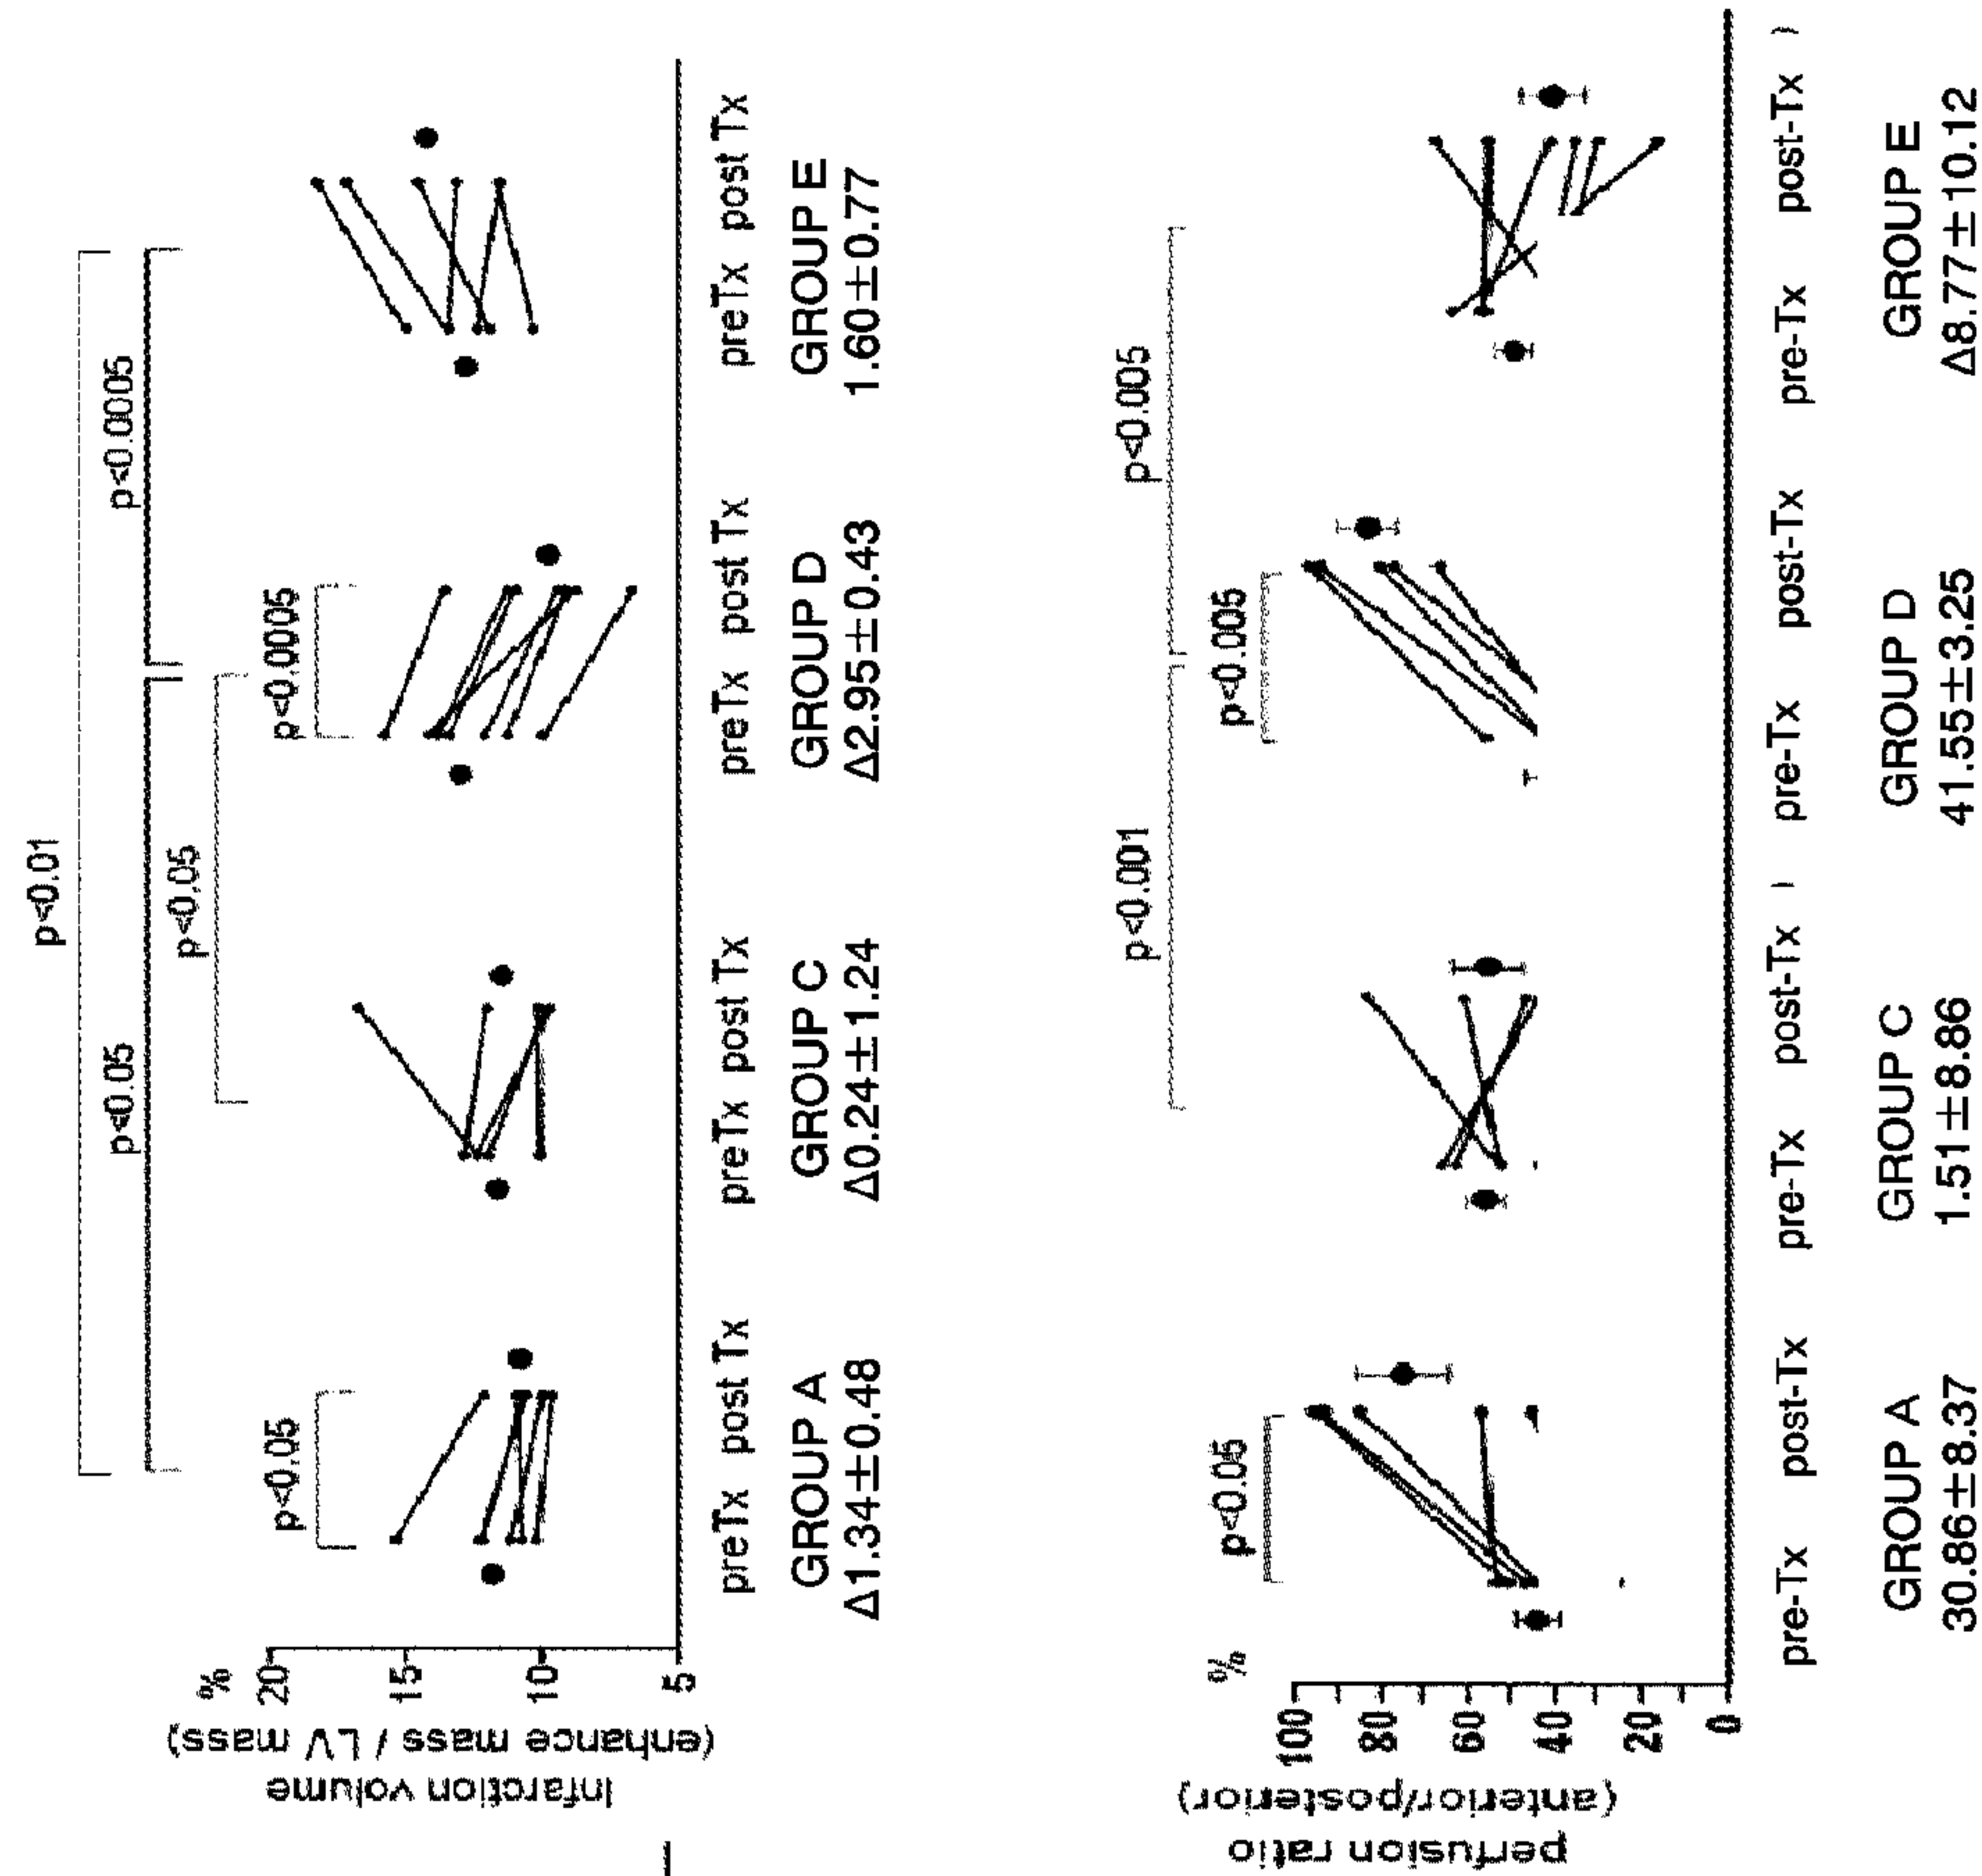 Infarction volume
(enhance mass / LV mass)
%
20
15
10
5
p<0.01
p<0.05
p<0.0005
p<0.05
p<0.05
p<0.0005
preTx post Tx
preTx post Tx
preTx post Tx
preTx post Tx
GROUP A
GROUP C
GROUP D
GROUP E
Δ1.34±0.48
Δ0.24±1.24
Δ2.95±0.43
1.60±0.77
perfusion ratio
(anterior/posterior)
%
100
80
60
40
20
0
p<0.001
p<0.005
p<0.05
p<0.005
pre-Tx post-Tx
pre-Tx post-Tx )
pre-Tx post-Tx
pre-Tx post-Tx )
GROUP A
GROUP C
GROUP D
GROUP E
30.86±8.37
1.51±8.86
41.55±3.25
Δ8.77±10.12